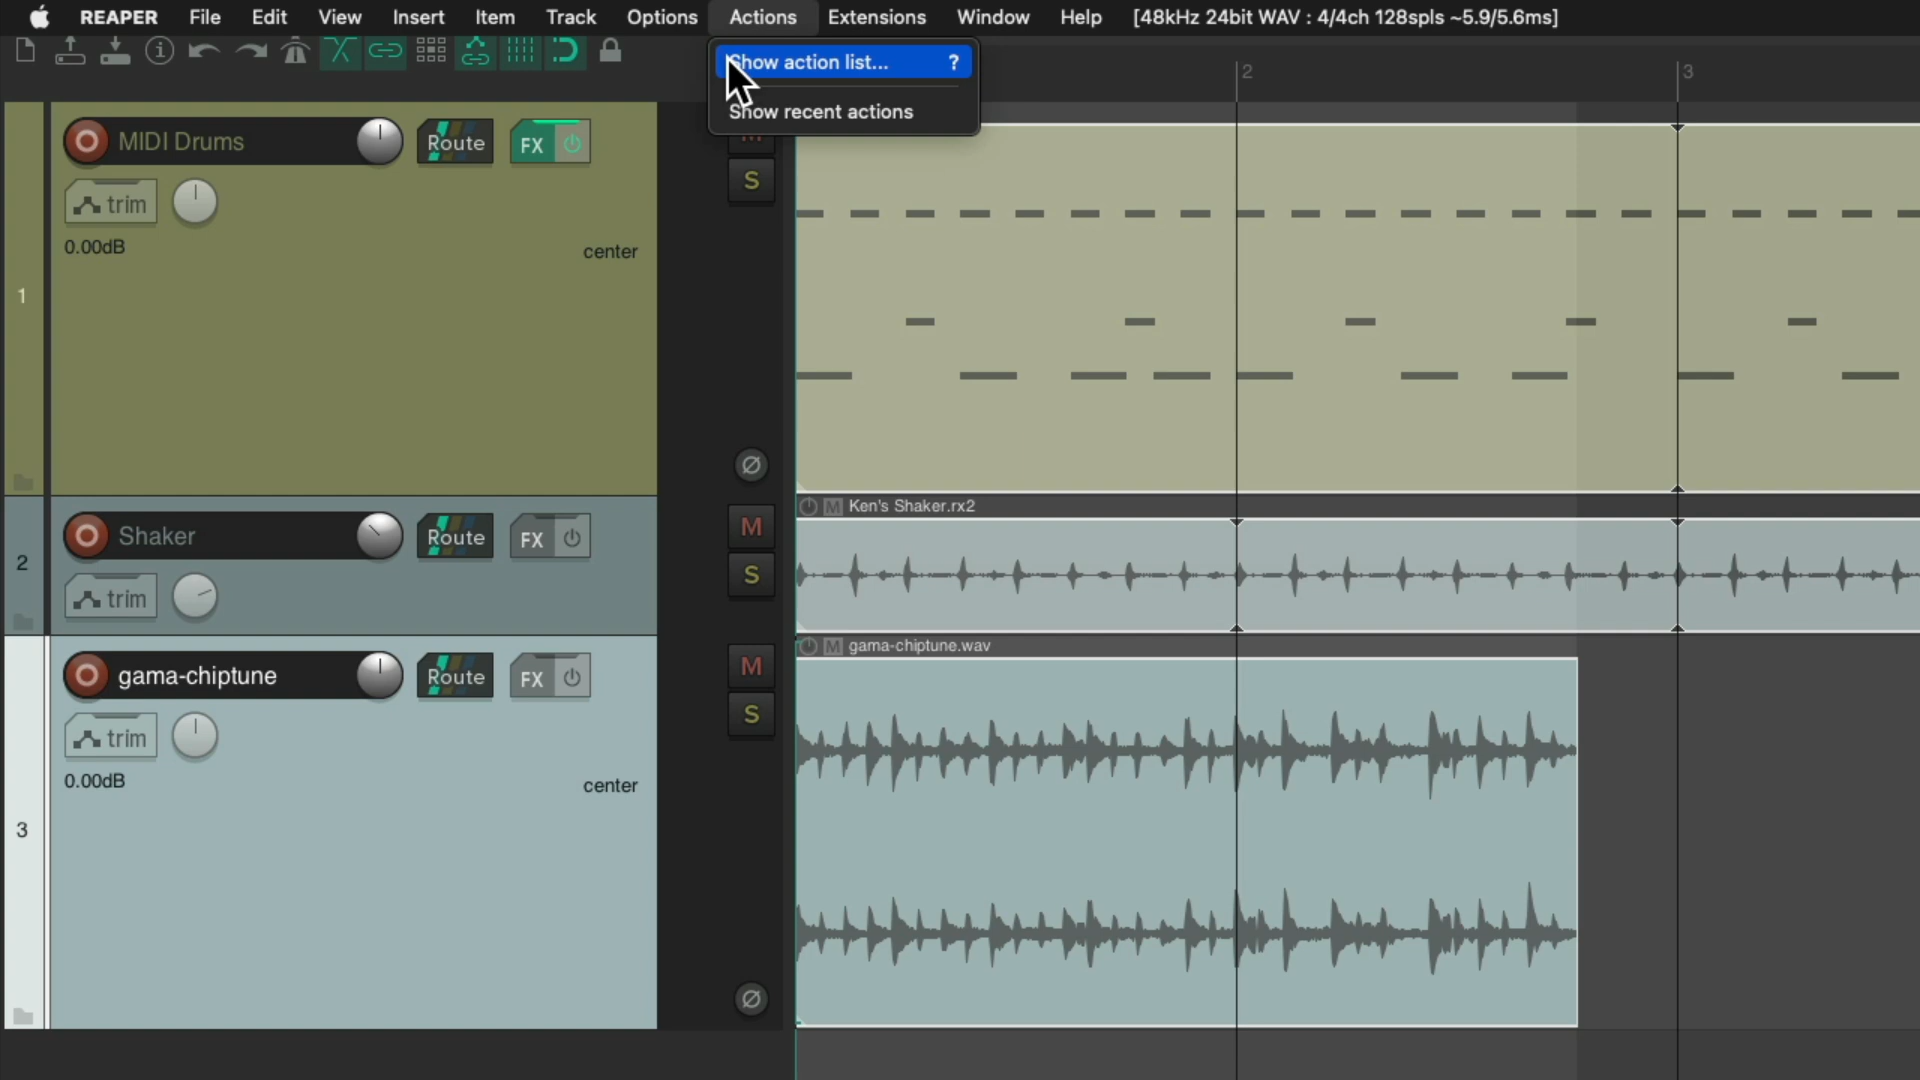 REAPER File Edit View Insert Item Track Options Actions Extensions Window Help [48kHz 24bit WAV : 4/4ch 128spls ~5.9/5.6ms]
Show action list... ?
Show recent actions
2 3
1
MIDI Drums Route FX
M
S
trim
0.00dB center
M Ken's Shaker.rx2
2
Shaker Route FX
M
S
trim
M gama-chiptune.wav
3
gama-chiptune Route FX
M
S
trim
0.00dB center